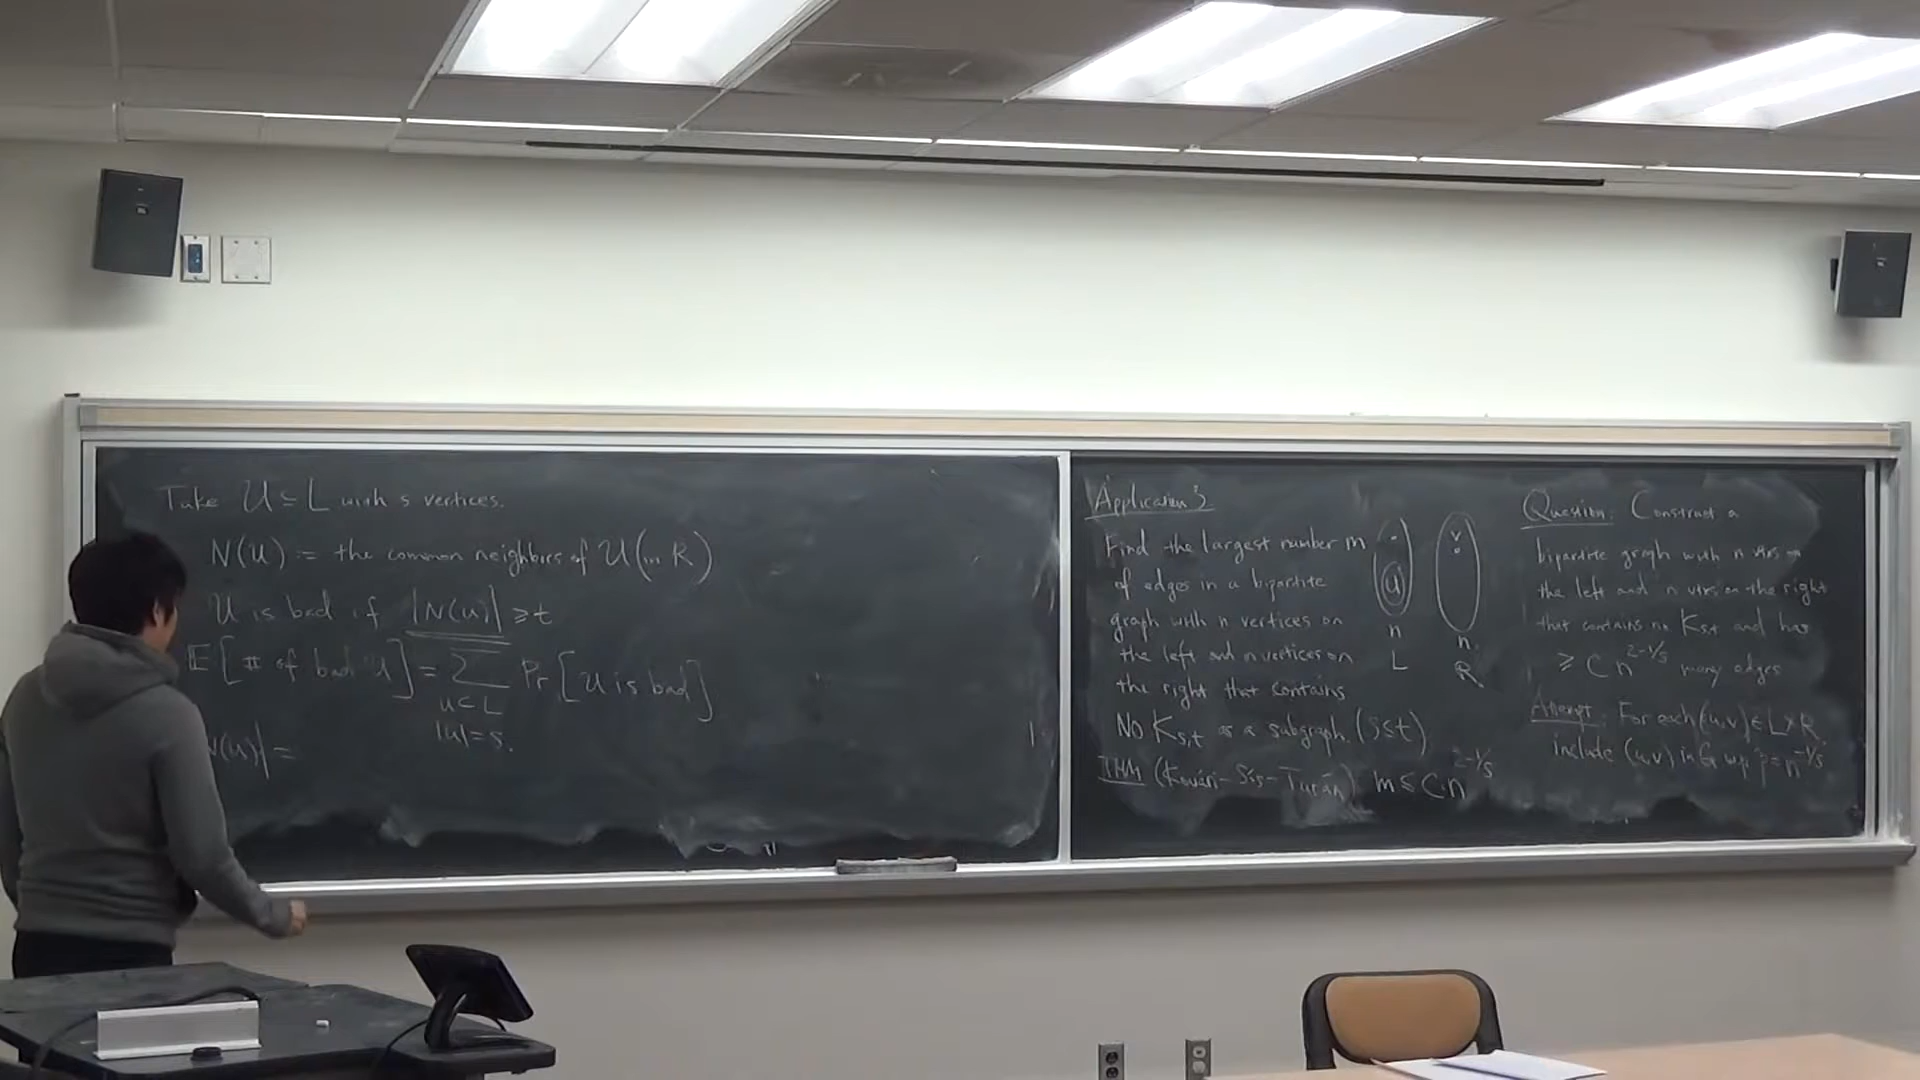 Take U ⊆ L with s vertices.
N(U) := the common neighbors of U (in R)
U is bad if |N(U)| ≥ t
E[# of bad U] = Σ Pr[U is bad]
U ⊂ L
|U| = s.
N(U)| =
Application 3
Find the largest number m
of edges in a bipartite
graph with n vertices on
the left and n vertices on
the right that contains
No K_{s,t} as a subgraph. (s≤t)
THM (Kővári-Sós-Turán) m ≤ C·n^{2-1/s}
U
n
L
v
n
R
Question: Construct a
bipartite graph with n vtxs on
the left and n vtxs on the right
that contains no K_{s,t} and has
≥ C n^{2-1/s} many edges
Attempt: For each (u,v) ∈ L×R
include (u,v) in G w.p. p = n^{-1/s}